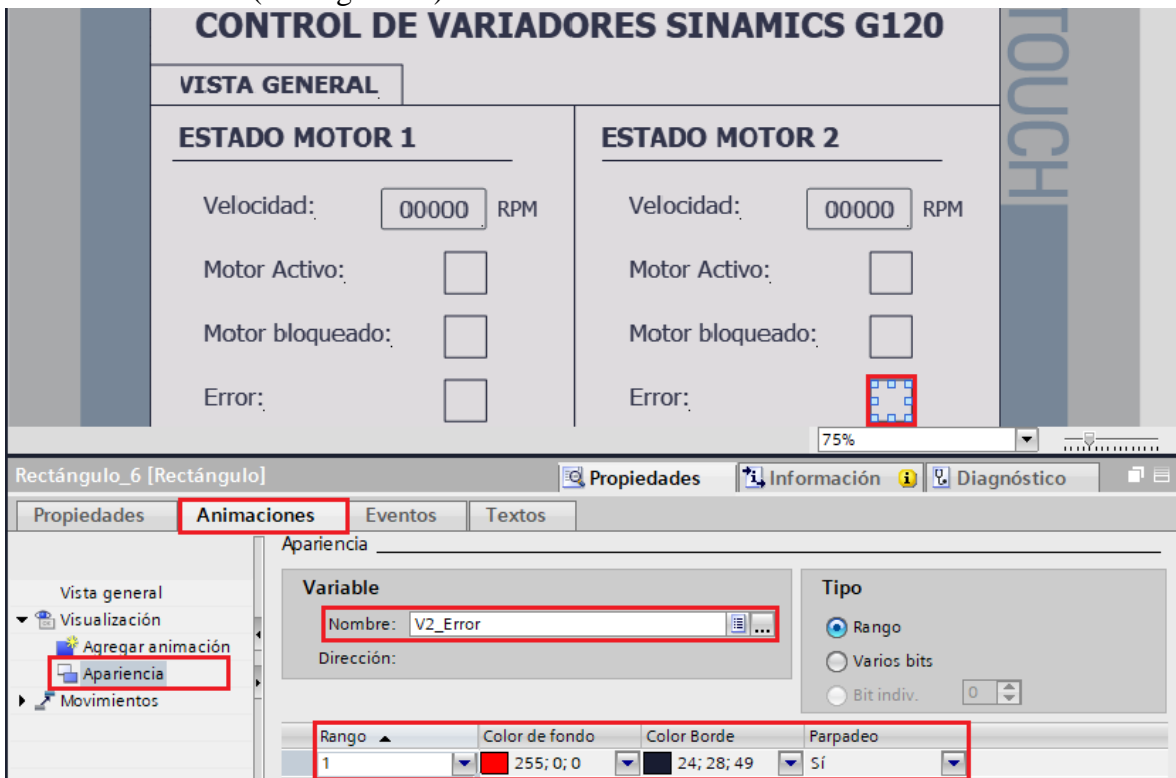 CONTROL DE VARIADORES SINAMICS G120
TOUCH
VISTA GENERAL
ESTADO MOTOR 1
Velocidad: 00000 RPM
Motor Activo:
Motor bloqueado:
Error:
ESTADO MOTOR 2
Velocidad: 00000 RPM
Motor Activo:
Motor bloqueado:
Error:
75%
Rectángulo_6 [Rectángulo]
Propiedades Información Diagnóstico
Propiedades Animaciones Eventos Textos
Vista general
Visualización
Agregar animación
Apariencia
Movimientos
Apariencia
Variable
Nombre: V2_Error ...
Dirección:
Tipo
Rango
Varios bits
Bit indiv. 0
Rango Color de fondo Color Borde Parpadeo
1 255; 0; 0 24; 28; 49 Sí